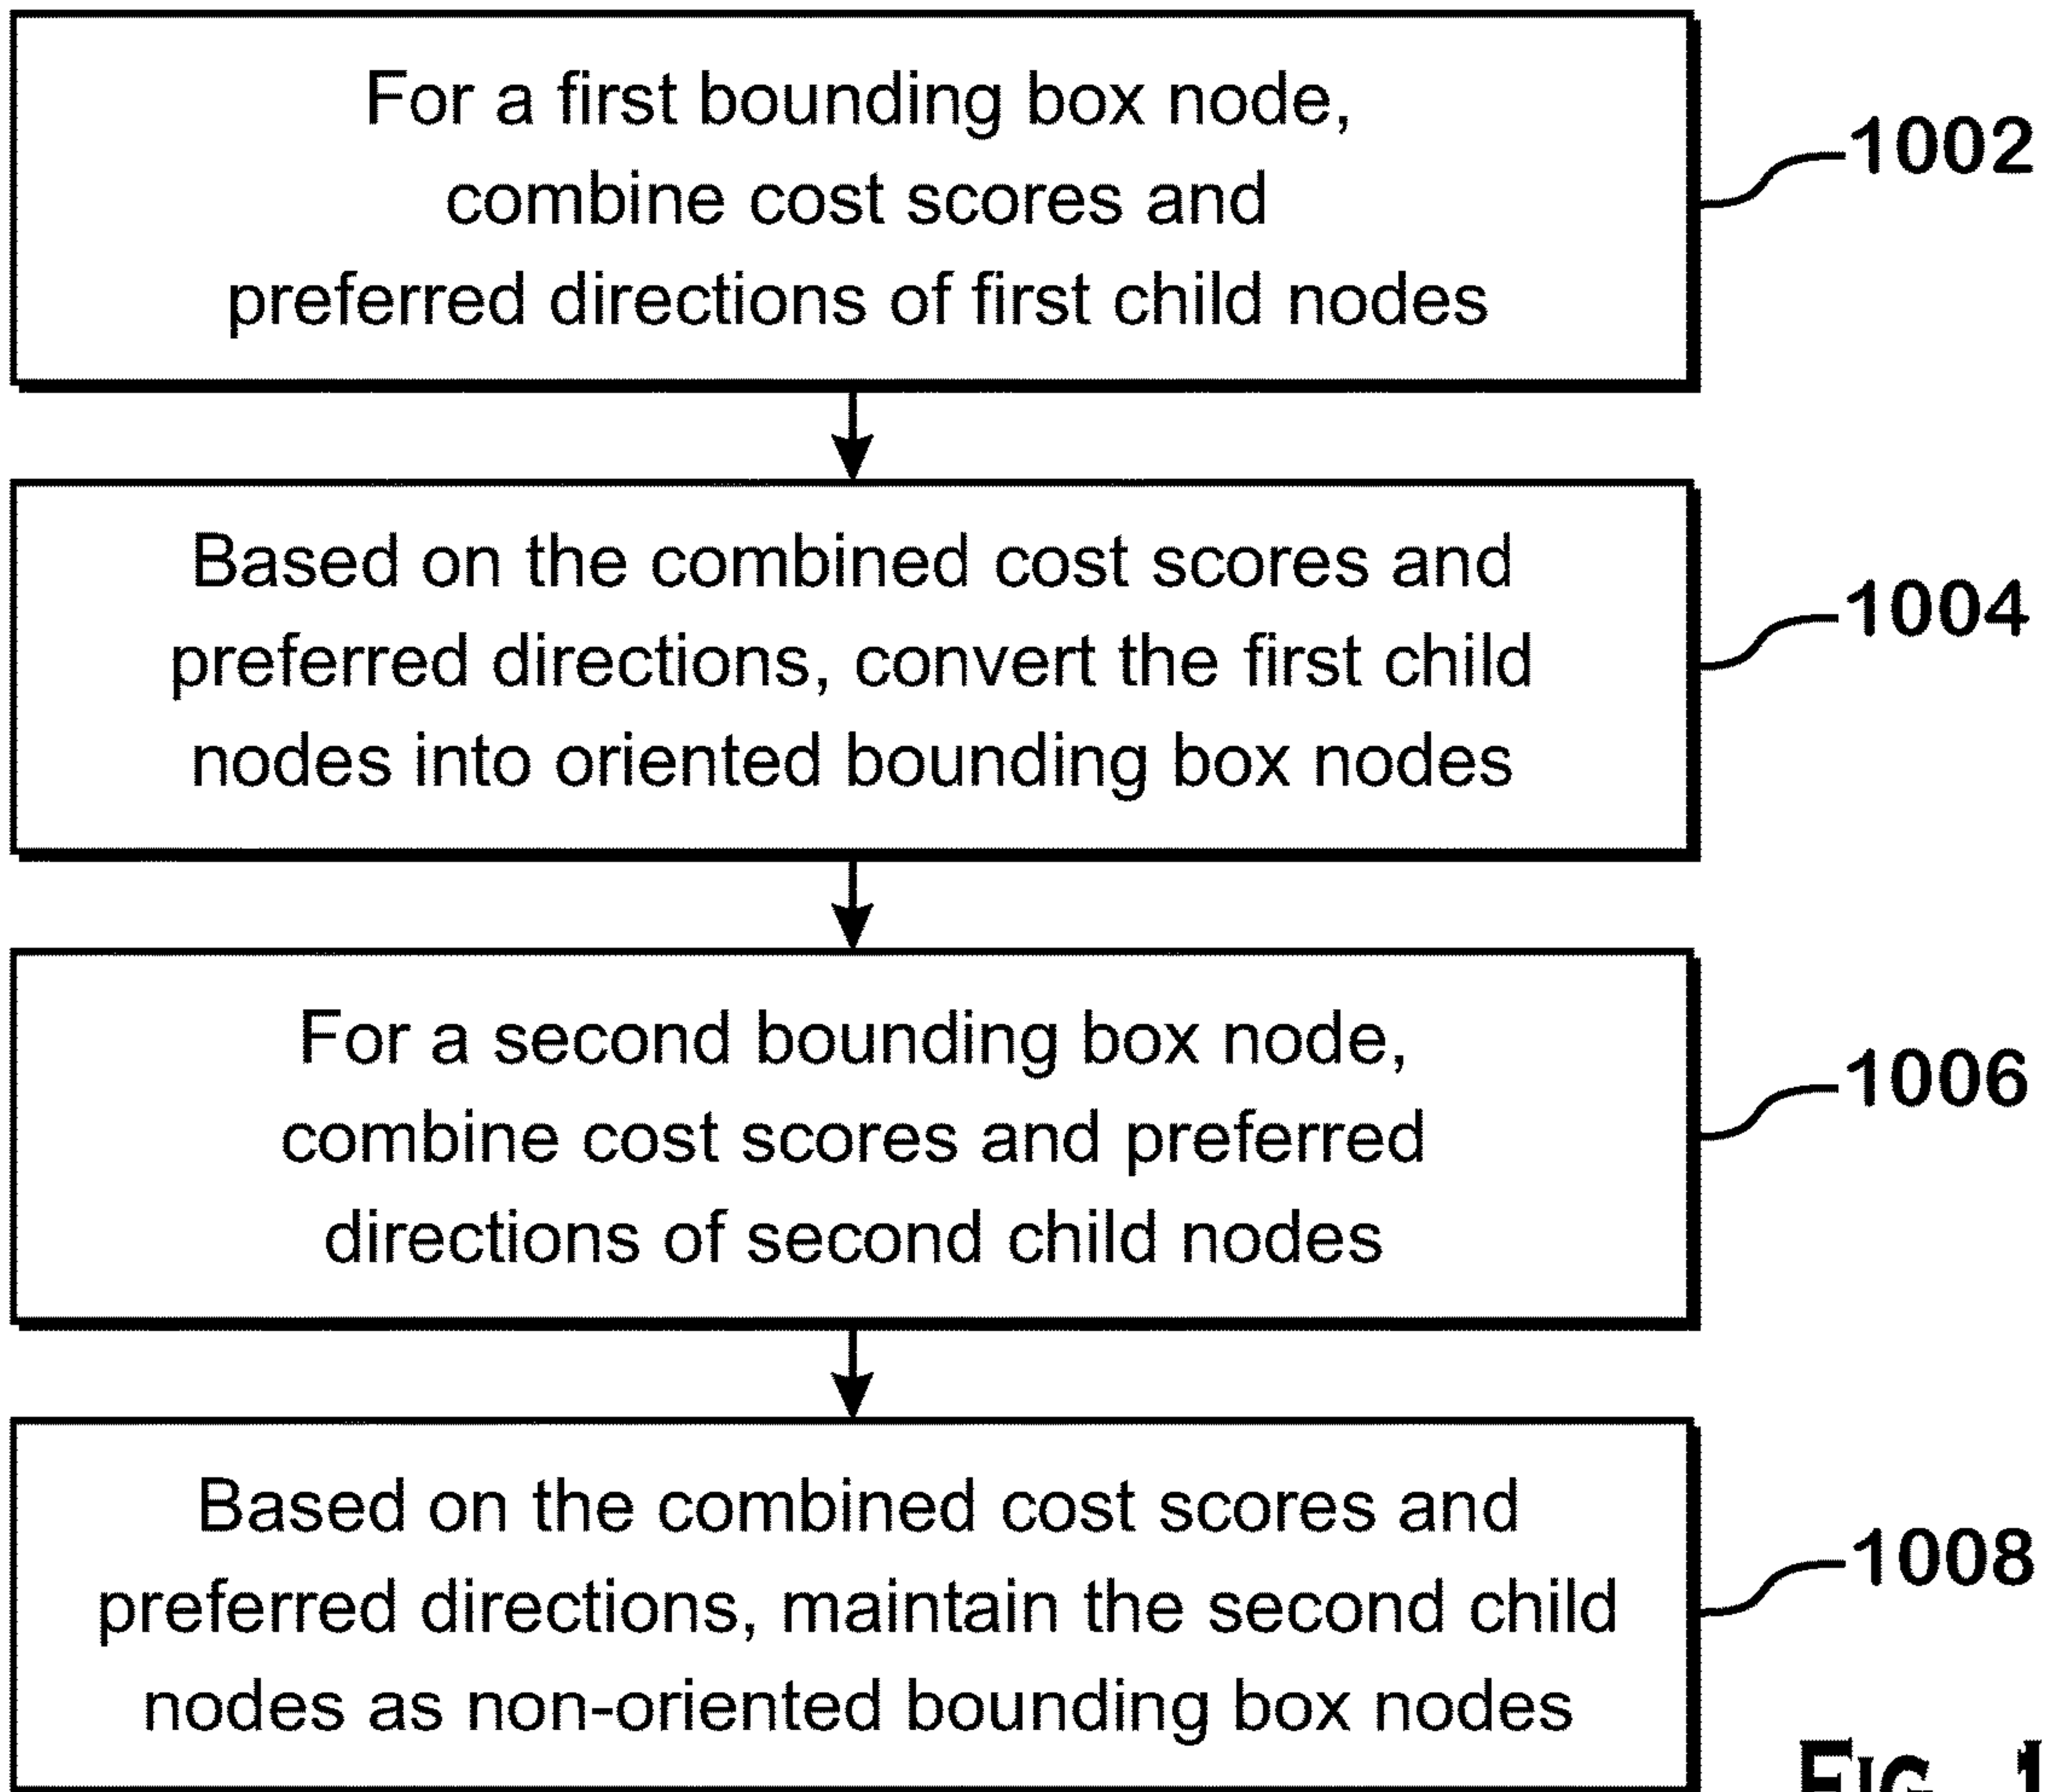 For a first bounding box node,
combine cost scores and
preferred directions of first child nodes
1002
Based on the combined cost scores and
preferred directions, convert the first child
nodes into oriented bounding box nodes
1004
For a second bounding box node,
combine cost scores and preferred
directions of second child nodes
1006
Based on the combined cost scores and
preferred directions, maintain the second child
nodes as non-oriented bounding box nodes
1008
FIG.